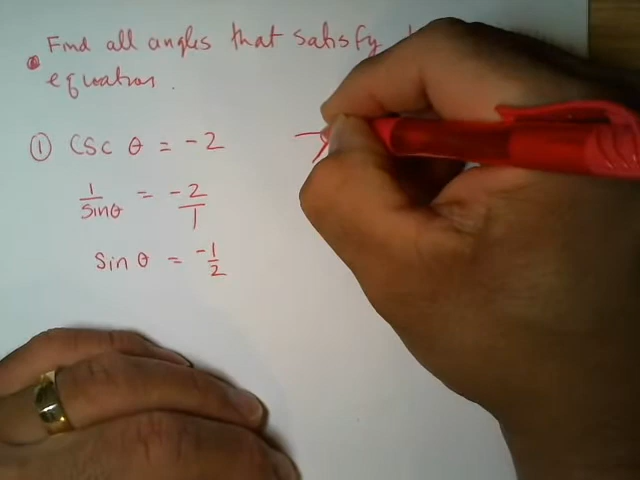 Find all angles that satisfy
equation.
① csc θ = -2
1/sinθ = -2/1
sin θ = -1/2